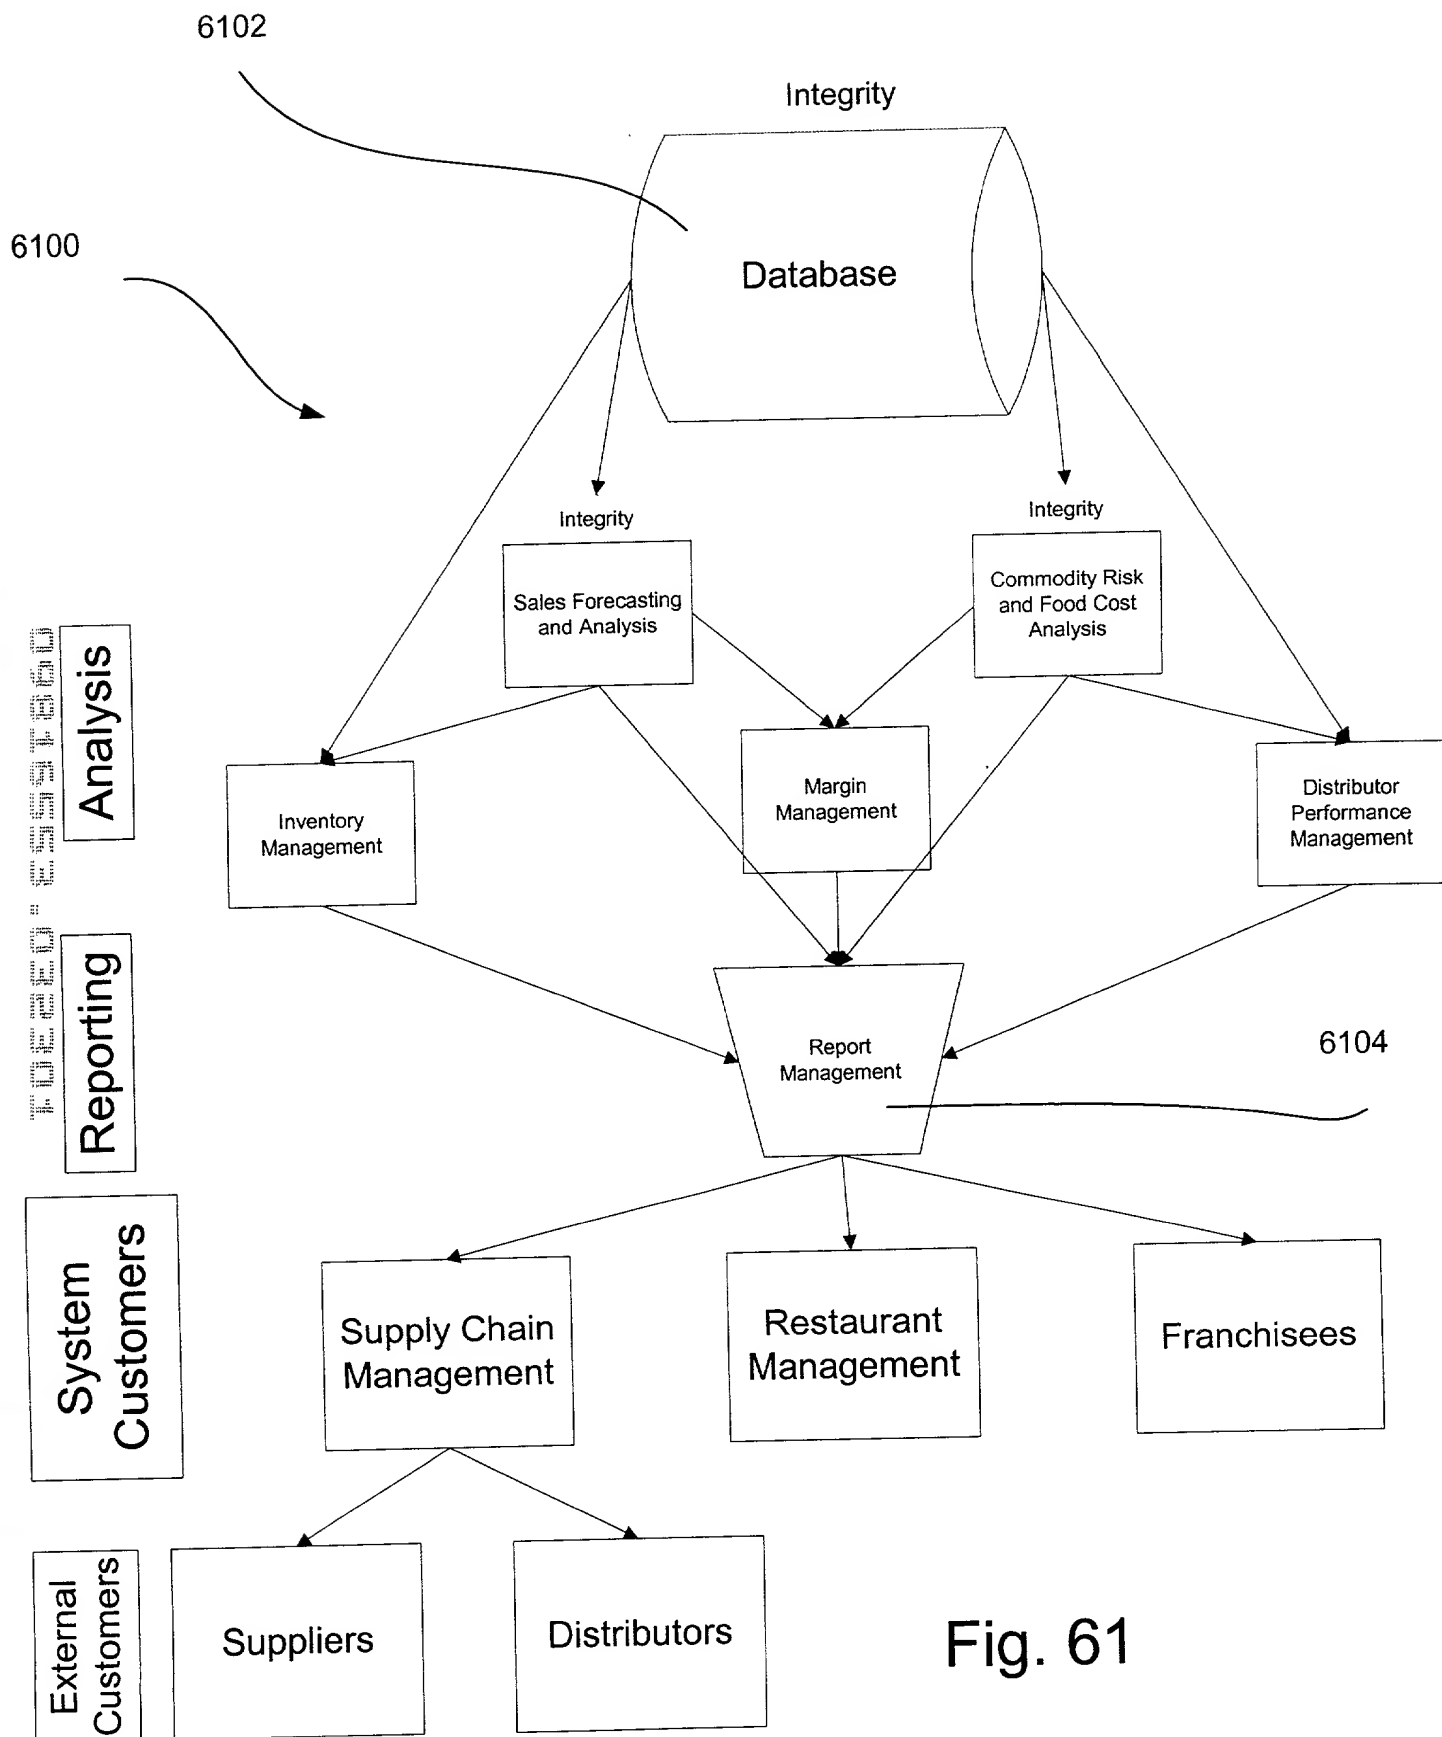 6102
Integrity
6100
Database
Integrity
Integrity
Sales Forecasting
and Analysis
Commodity Risk
and Food Cost
Analysis
Analysis
Inventory
Management
Margin
Management
Distributor
Performance
Management
Reporting
Report
Management
6104
System
Customers
Supply Chain
Management
Restaurant
Management
Franchisees
External
Customers
Suppliers
Distributors
Fig. 61